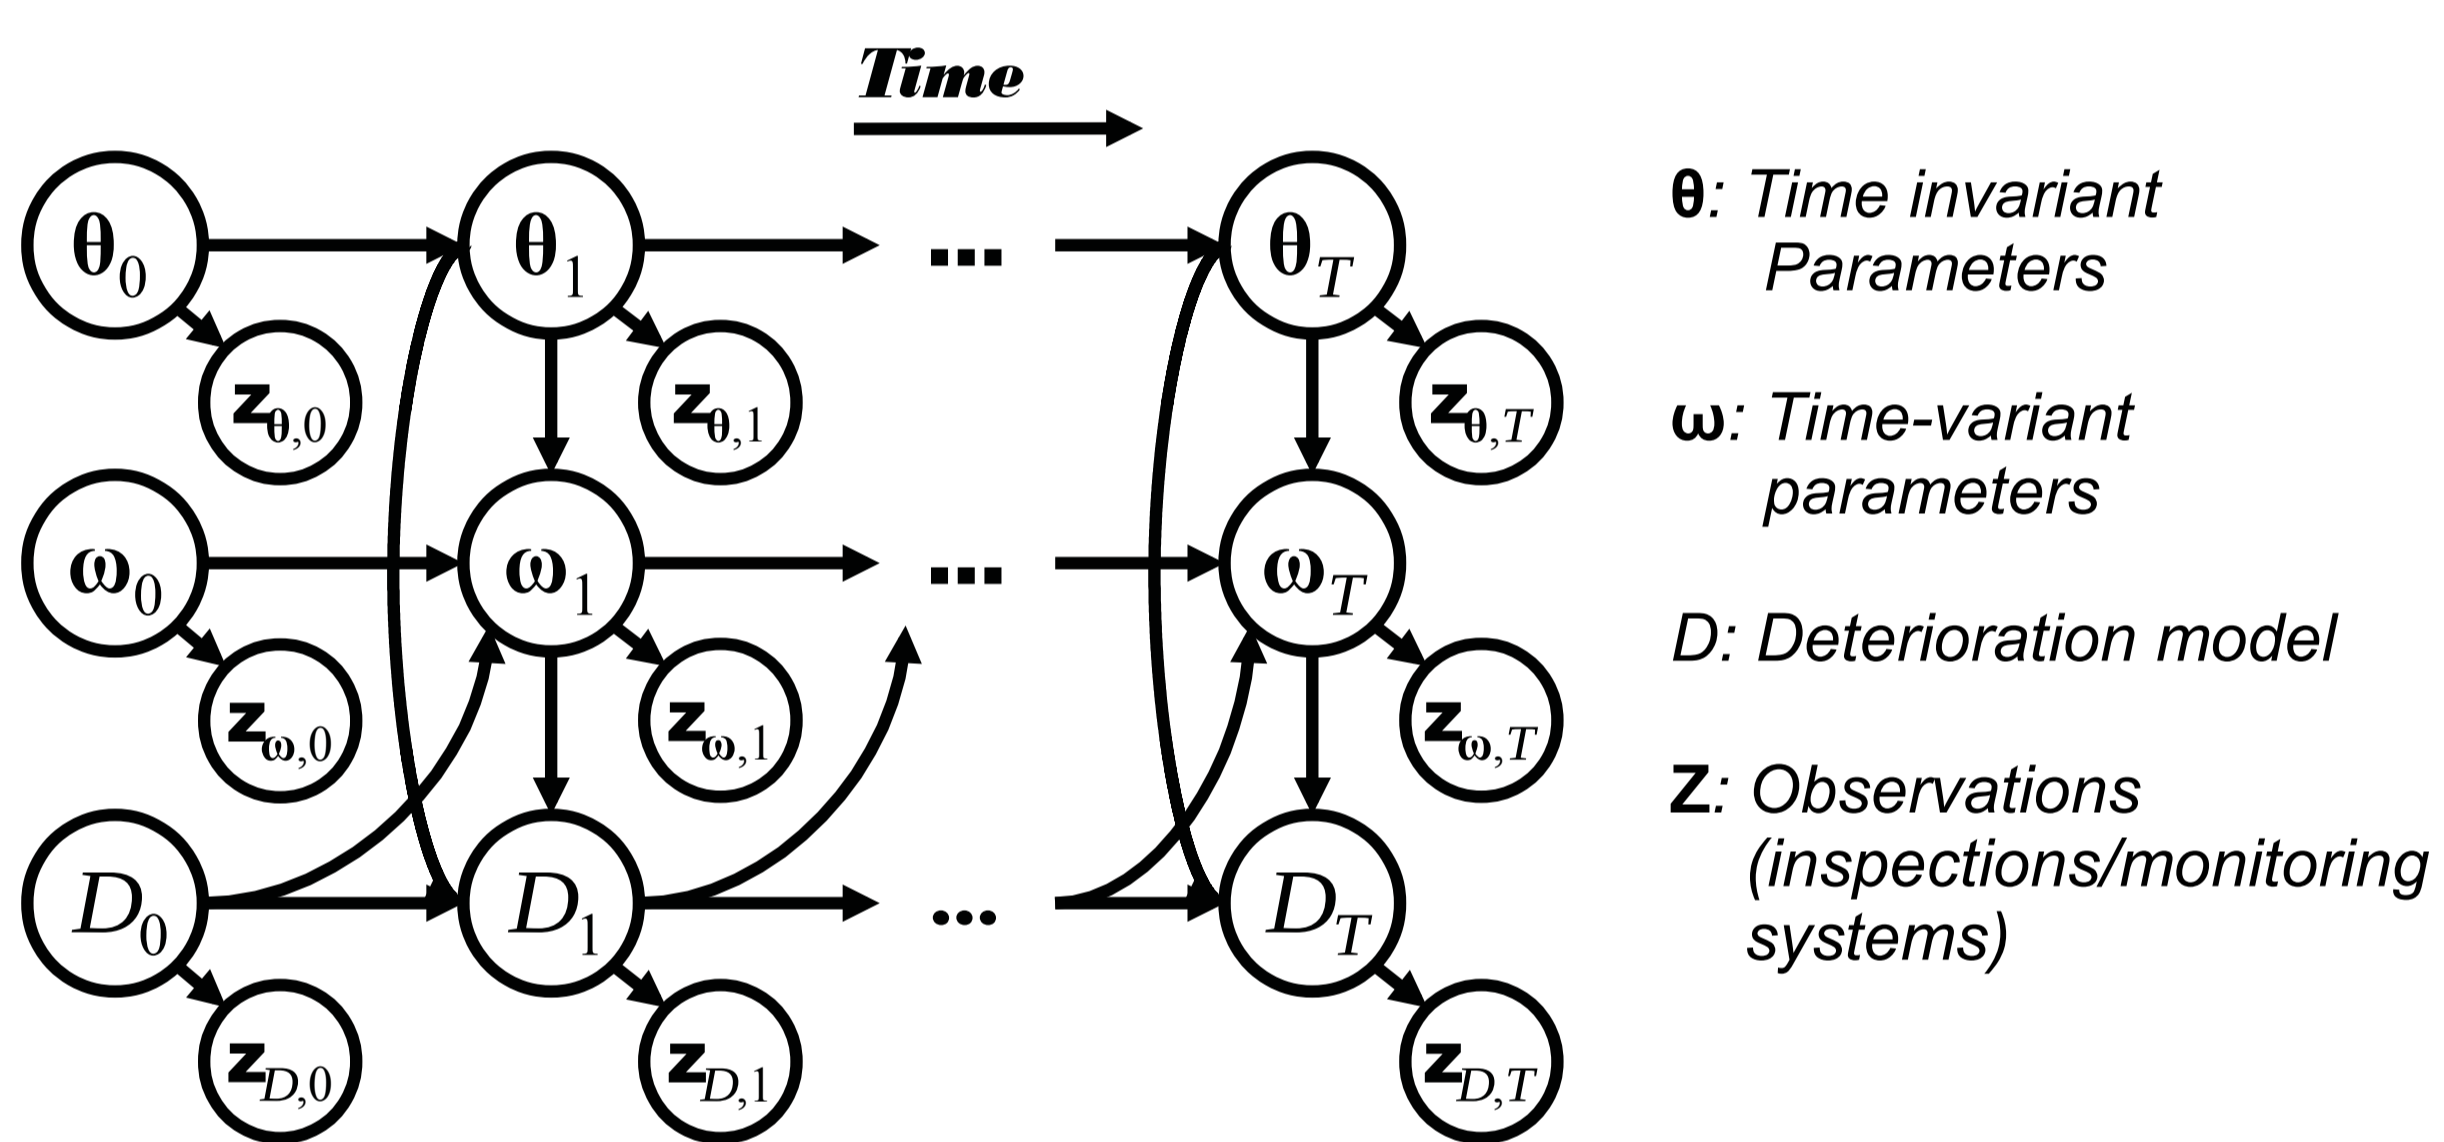 Time
θ0 θ1 ... θT
zθ,0 zθ,1 zθ,T
ω0 ω1 ... ωT
zω,0 zω,1 zω,T
D0 D1 ... DT
zD,0 zD,1 zD,T
θ: Time invariant
Parameters
ω: Time-variant
parameters
D: Deterioration model
Z: Observations
(inspections/monitoring
systems)